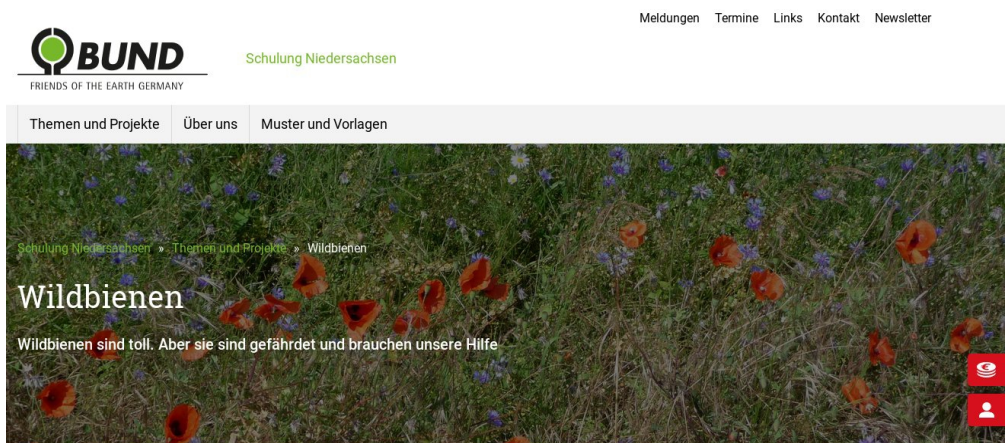 Meldungen Termine Links Kontakt Newsletter
BUND
FRIENDS OF THE EARTH GERMANY
Schulung Niedersachsen
Themen und Projekte Über uns Muster und Vorlagen
Schulung Niedersachsen » Themen und Projekte » Wildbienen
Wildbienen
Wildbienen sind toll. Aber sie sind gefährdet und brauchen unsere Hilfe